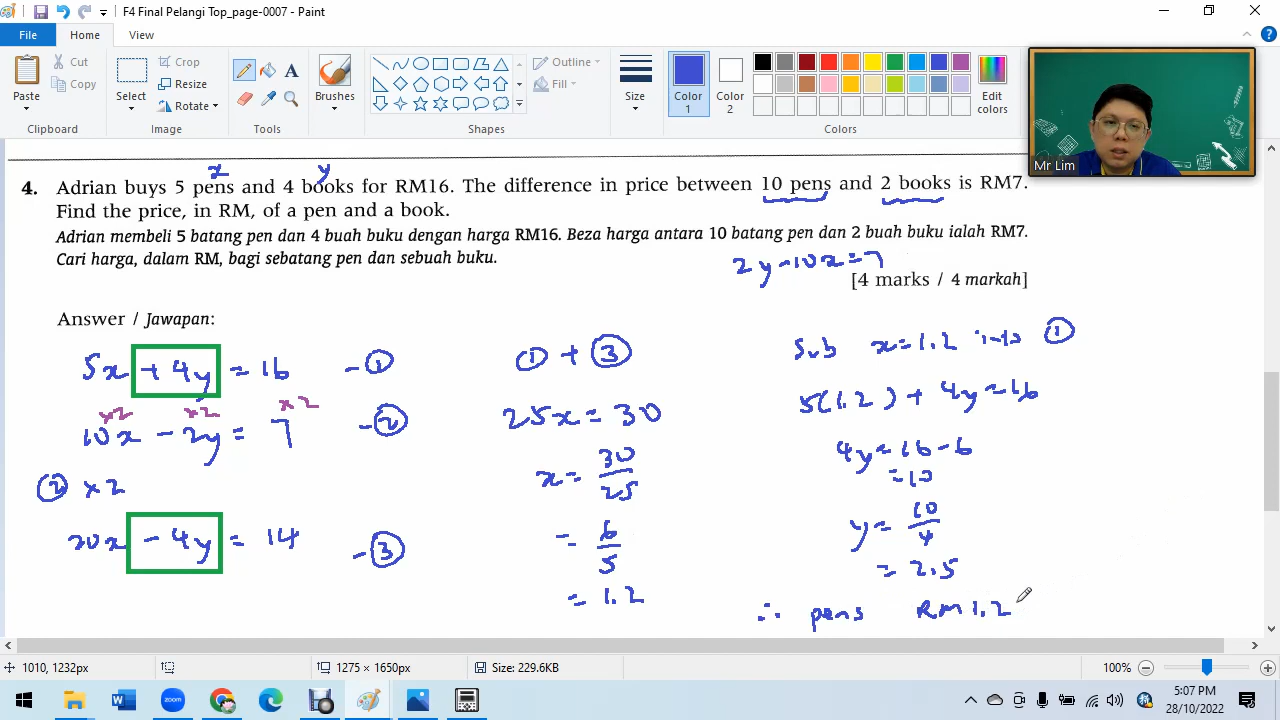 F4 Final Pelangi Top_page-0007 - Paint
File
Home
View
Cut
Copy
Paste
Clipboard
Crop
Resize
Rotate
Select
Image
Tools
Brushes
Outline
Fill
Shapes
Size
Color 1
Color 2
Edit colors
Colors
Mr Lim
x y
4. Adrian buys 5 pens and 4 books for RM16. The difference in price between 10 pens and 2 books is RM7.
Find the price, in RM, of a pen and a book.
Adrian membeli 5 batang pen dan 4 buah buku dengan harga RM16. Beza harga antara 10 batang pen dan 2 buah buku ialah RM7.
Cari harga, dalam RM, bagi sebatang pen dan sebuah buku.
2y-10x=7
[4 marks / 4 markah]
Answer / Jawapan:
5x + 4y = 16 - ①
x2 x2 x2
10x - 2y = 7 - ②
② x2
20x - 4y = 14 - ③
① + ③
25x = 30
x = 30/25
= 6/5
= 1.2
Sub x=1.2 into ①
5(1.2) + 4y = 16
4y = 16 - 6
= 10
y = 10/4
= 2.5
∴ pens RM1.2
1010, 1232px
1275 × 1650px
Size: 229.6KB
100%
zoom
5:07 PM
28/10/2022